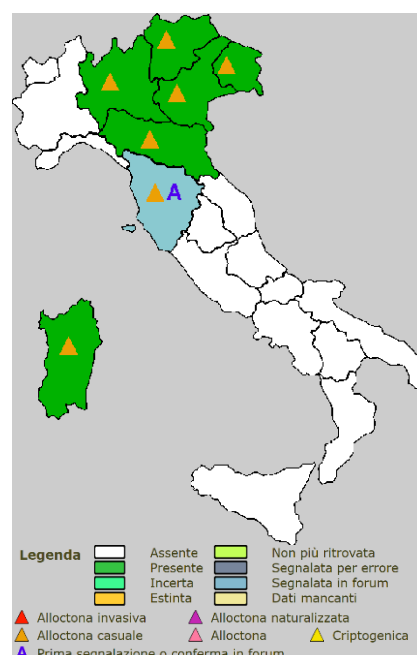 A
Legenda Assente Non più ritrovata
Presente Segnalata per errore
Incerta Segnalata in forum
Estinta Dati mancanti
Alloctona invasiva Alloctona naturalizzata
Alloctona casuale Alloctona Criptogenica
A Prima segnalazione o conferma in forum